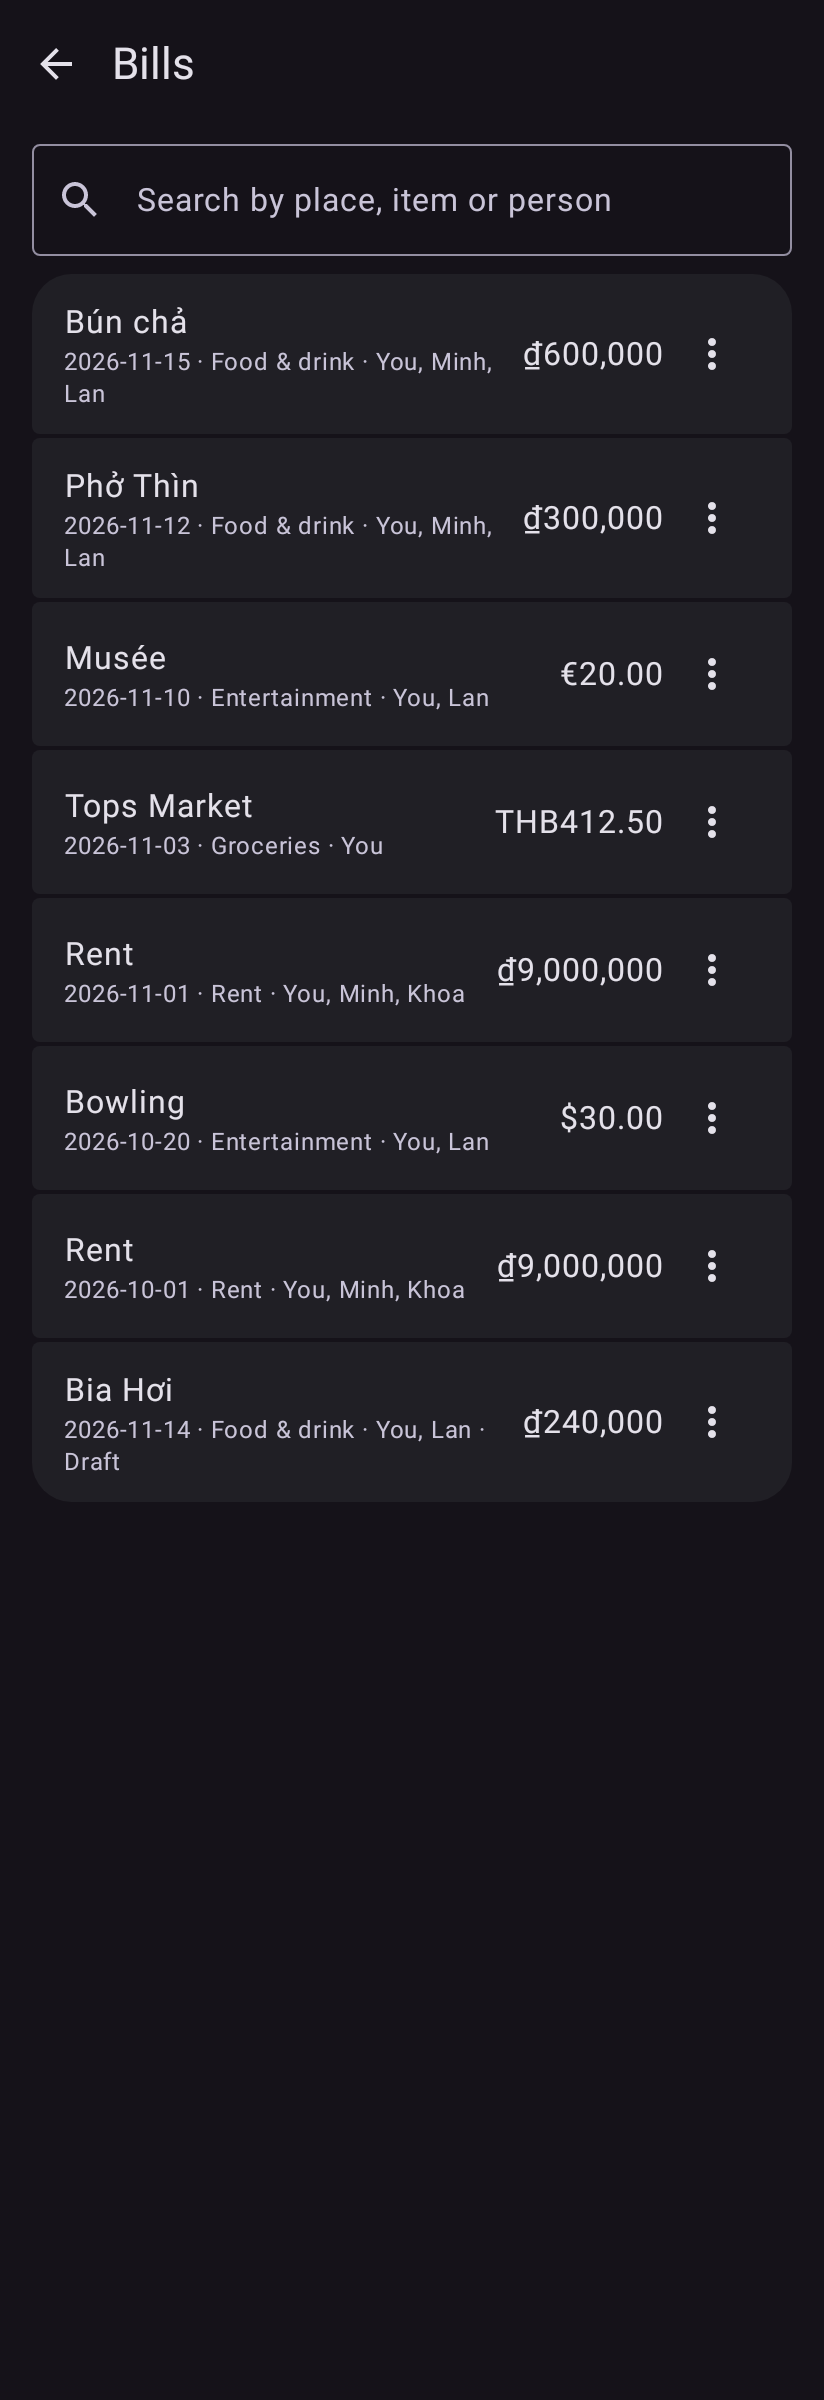 Bills
Search by place, item or person
Bún chả
2026-11-15 · Food & drink · You, Minh,
Lan
₫600,000
Phở Thìn
2026-11-12 · Food & drink · You, Minh,
Lan
₫300,000
Musée
2026-11-10 · Entertainment · You, Lan
€20.00
Tops Market
2026-11-03 · Groceries · You
THB412.50
Rent
2026-11-01 · Rent · You, Minh, Khoa
₫9,000,000
Bowling
2026-10-20 · Entertainment · You, Lan
$30.00
Rent
2026-10-01 · Rent · You, Minh, Khoa
₫9,000,000
Bia Hơi
2026-11-14 · Food & drink · You, Lan ·
Draft
₫240,000